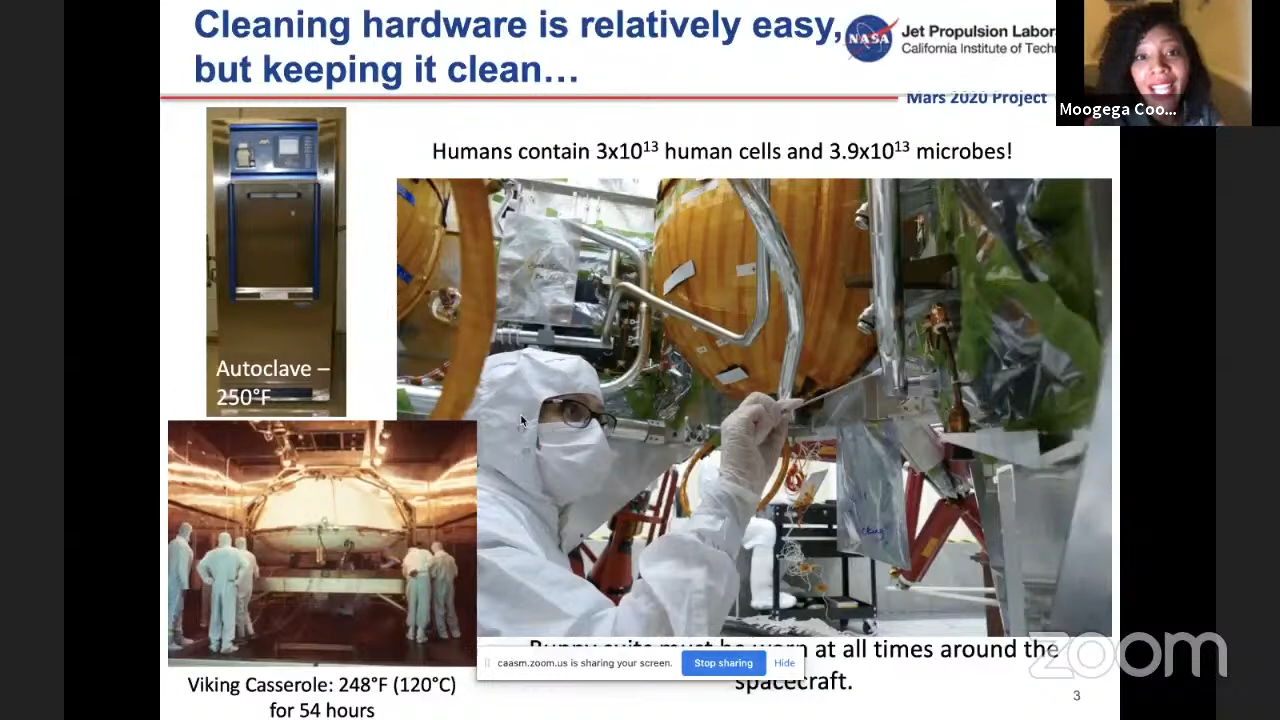 Cleaning hardware is relatively easy,
but keeping it clean…
NASA
Jet Propulsion Labor
California Institute of Techn
Mars 2020 Project
Moogega Coo...
Humans contain 3x10¹³ human cells and 3.9x10¹³ microbes!
Autoclave –
250°F
Viking Casserole: 248°F (120°C)
for 54 hours
Bunny suits must be worn at all times around the
spacecraft.
caasm.zoom.us is sharing your screen.
Stop sharing
Hide
zoom
3